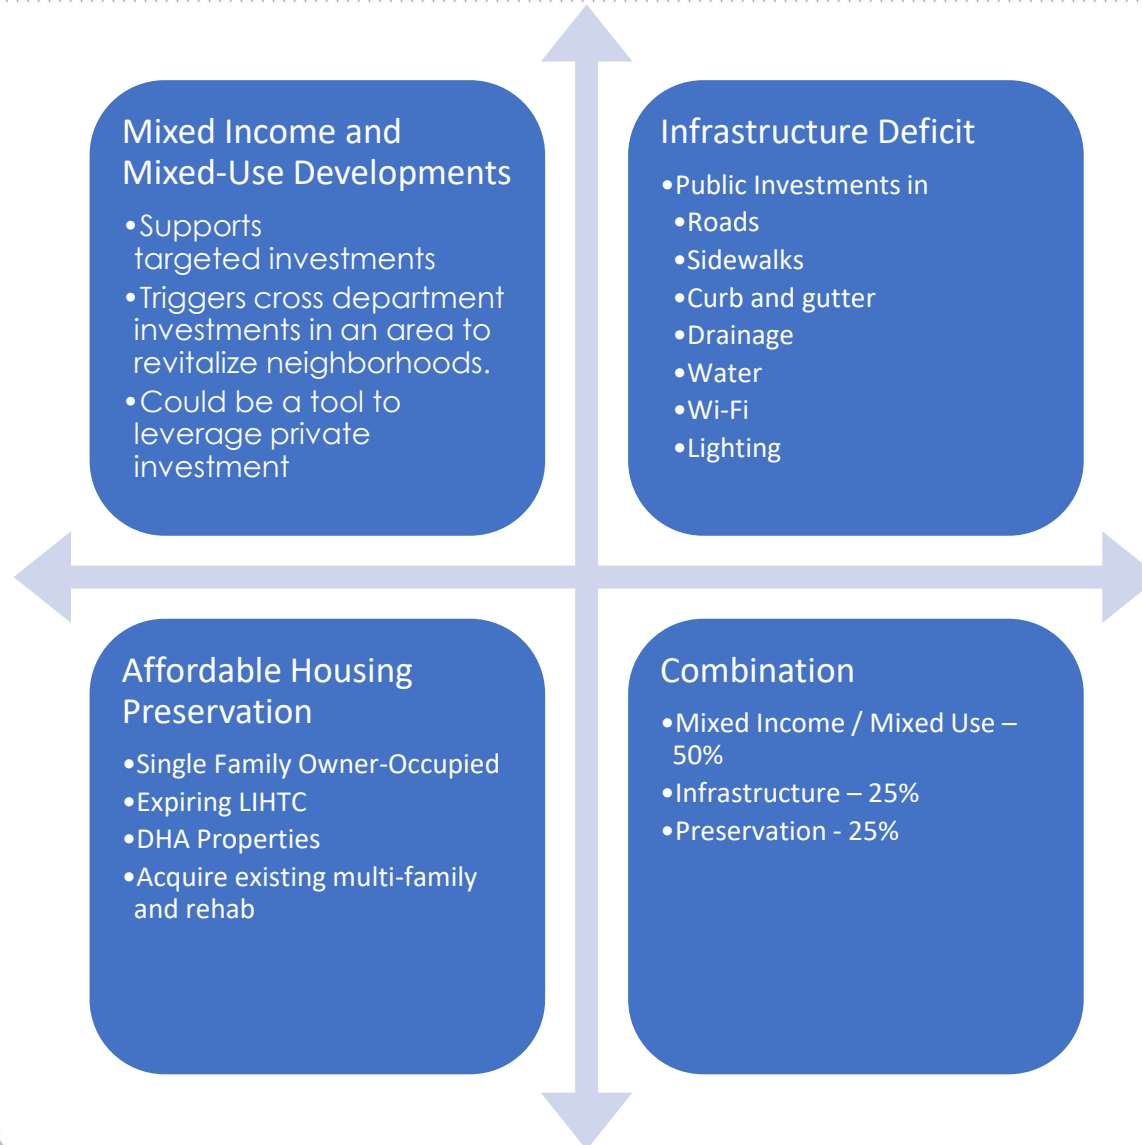 Mixed Income and
Mixed-Use Developments
•Supports
targeted investments
•Triggers cross department
investments in an area to
revitalize neighborhoods.
•Could be a tool to
leverage private
investment
Infrastructure Deficit
•Public Investments in
•Roads
•Sidewalks
•Curb and gutter
•Drainage
•Water
•Wi-Fi
•Lighting
Affordable Housing
Preservation
•Single Family Owner-Occupied
•Expiring LIHTC
•DHA Properties
•Acquire existing multi-family
and rehab
Combination
•Mixed Income / Mixed Use –
50%
•Infrastructure – 25%
•Preservation - 25%